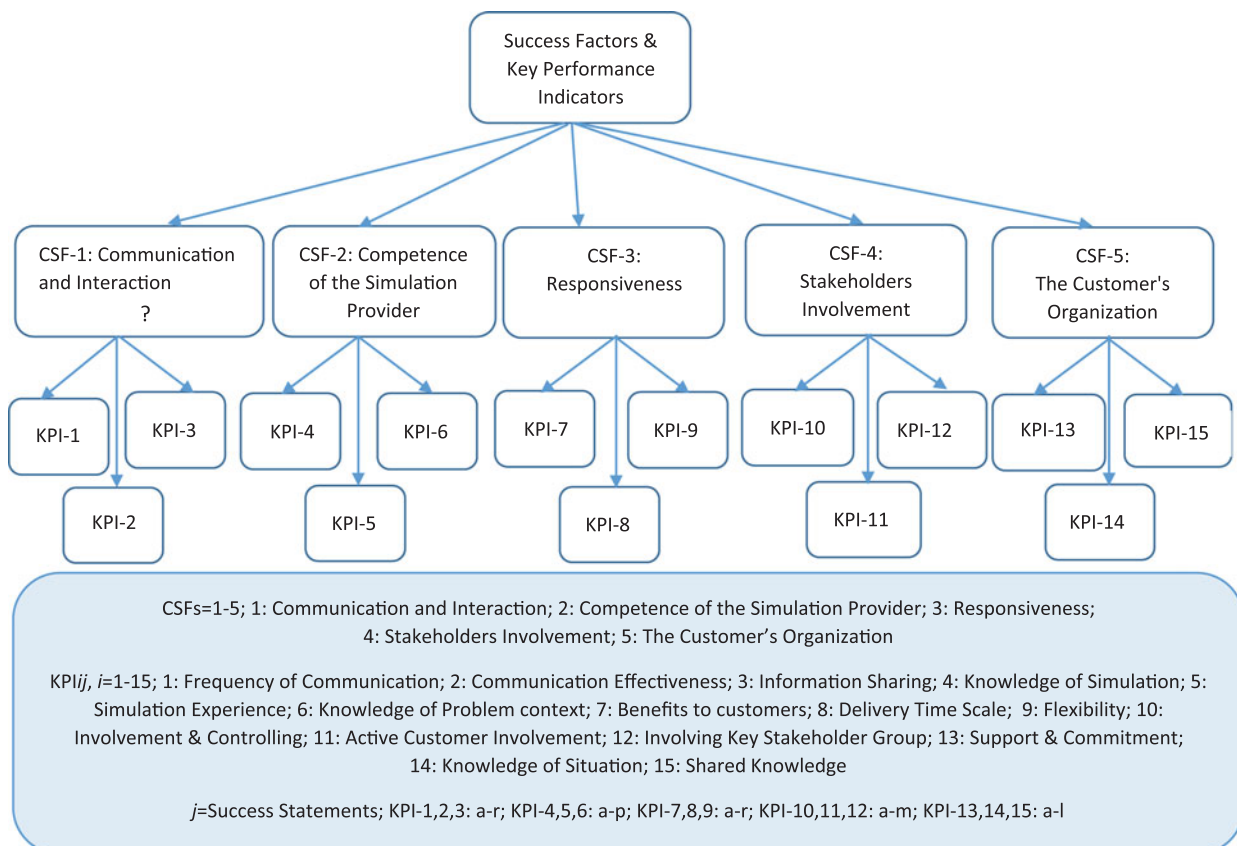 Success Factors &
Key Performance
Indicators
CSF-1: Communication
and Interaction
?
CSF-2: Competence
of the Simulation
Provider
CSF-3:
Responsiveness
CSF-4:
Stakeholders
Involvement
CSF-5:
The Customer's
Organization
KPI-1
KPI-3
KPI-4
KPI-6
KPI-7
KPI-9
KPI-10
KPI-12
KPI-13
KPI-15
KPI-2
KPI-5
KPI-8
KPI-11
KPI-14
CSFs=1-5; 1: Communication and Interaction; 2: Competence of the Simulation Provider; 3: Responsiveness;
4: Stakeholders Involvement; 5: The Customer’s Organization
KPIij, i=1-15; 1: Frequency of Communication; 2: Communication Effectiveness; 3: Information Sharing; 4: Knowledge of Simulation; 5:
Simulation Experience; 6: Knowledge of Problem context; 7: Benefits to customers; 8: Delivery Time Scale; 9: Flexibility; 10:
Involvement & Controlling; 11: Active Customer Involvement; 12: Involving Key Stakeholder Group; 13: Support & Commitment;
14: Knowledge of Situation; 15: Shared Knowledge
j=Success Statements; KPI-1,2,3: a-r; KPI-4,5,6: a-p; KPI-7,8,9: a-r; KPI-10,11,12: a-m; KPI-13,14,15: a-l